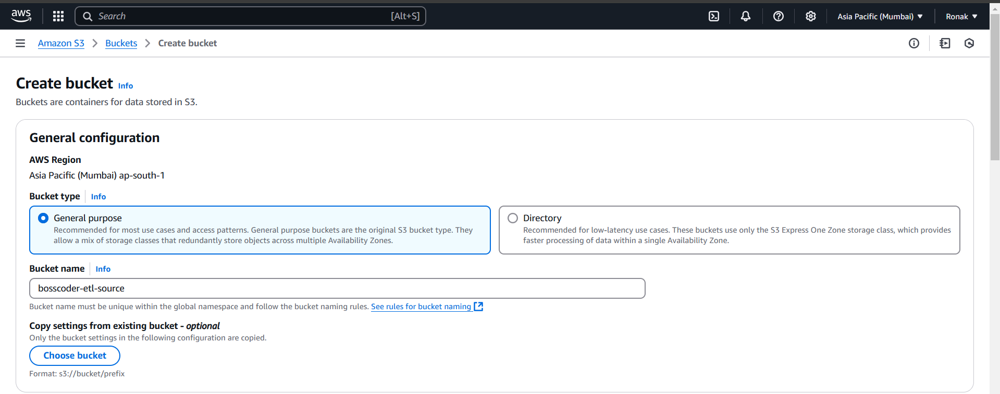 aws Search [Alt+S] Asia Pacific (Mumbai) Ronak
Amazon S3 Buckets Create bucket
Create bucket Info
Buckets are containers for data stored in S3.
General configuration
AWS Region
Asia Pacific (Mumbai) ap-south-1
Bucket type Info
General purpose
Recommended for most use cases and access patterns. General purpose buckets are the original S3 bucket type. They
allow a mix of storage classes that redundantly store objects across multiple Availability Zones.
Directory
Recommended for low-latency use cases. These buckets use only the S3 Express One Zone storage class, which provides
faster processing of data within a single Availability Zone.
Bucket name Info
bosscoder-etl-source
Bucket name must be unique within the global namespace and follow the bucket naming rules. See rules for bucket naming
Copy settings from existing bucket - optional
Only the bucket settings in the following configuration are copied.
Choose bucket
Format: s3://bucket/prefix